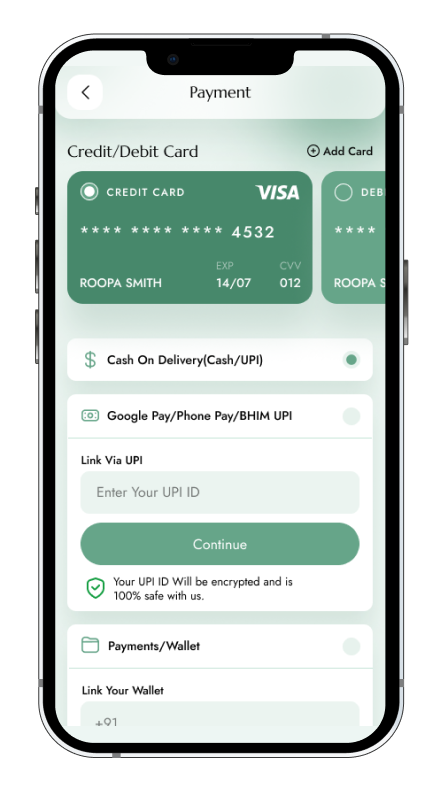 Payment
Credit/Debit Card
Add Card
CREDIT CARD
VISA
**** **** **** 4532
EXP
CVV
ROOPA SMITH
14/07
012
DEB
****
ROOPA S
Cash On Delivery(Cash/UPI)
Google Pay/Phone Pay/BHIM UPI
Link Via UPI
Enter Your UPI ID
Continue
Your UPI ID Will be encrypted and is
100% safe with us.
Payments/Wallet
Link Your Wallet
+91